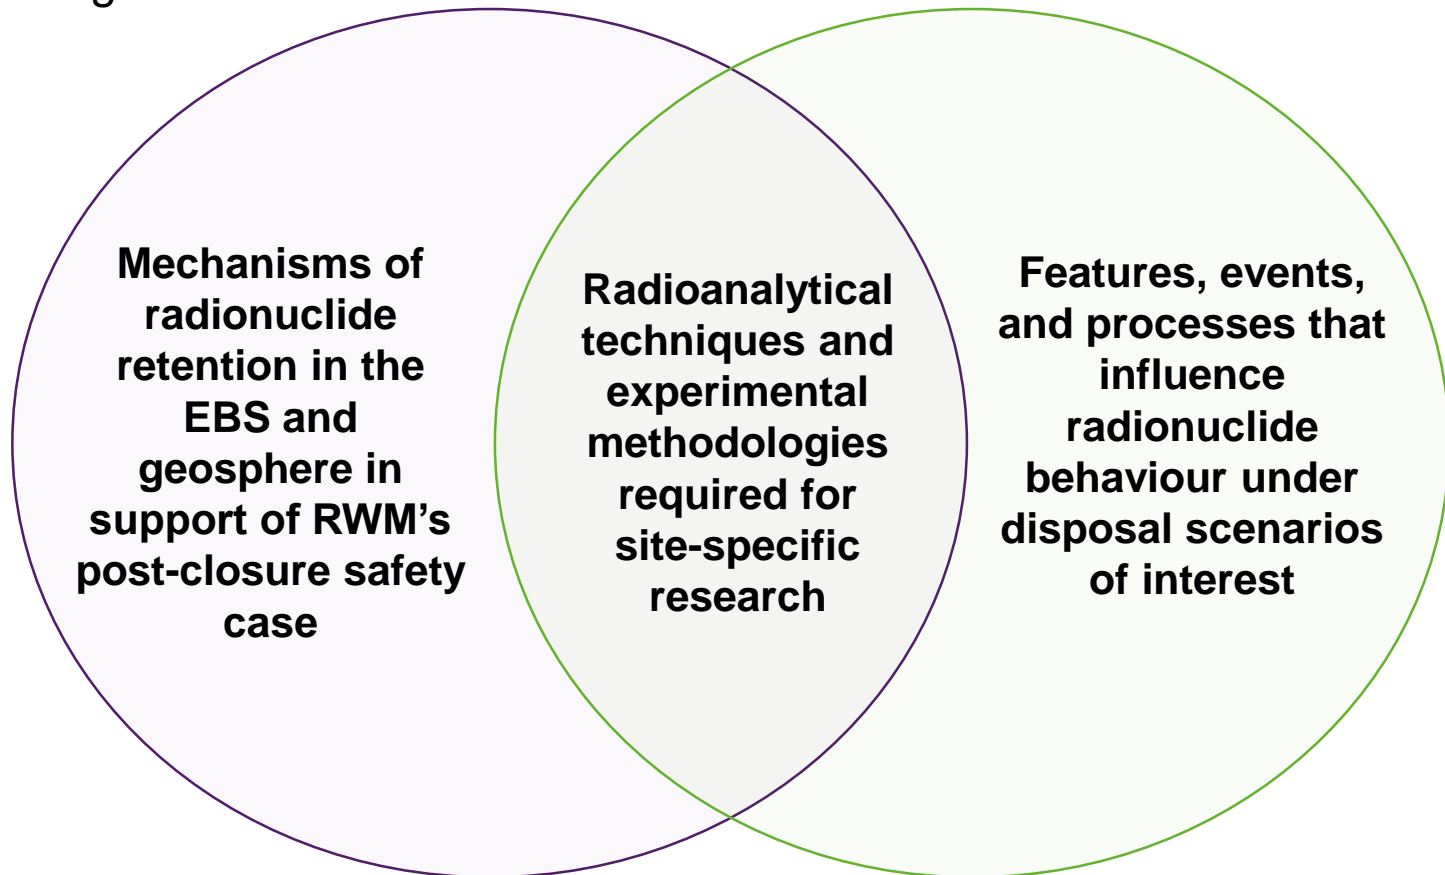 Mechanisms of
radionuclide
retention in the
EBS and
geosphere in
support of RWM's
post-closure safety
case
Radioanalytical
techniques and
experimental
methodologies
required for
site-specific
research
Features, events,
and processes that
influence
radionuclide
behaviour under
disposal scenarios
of interest